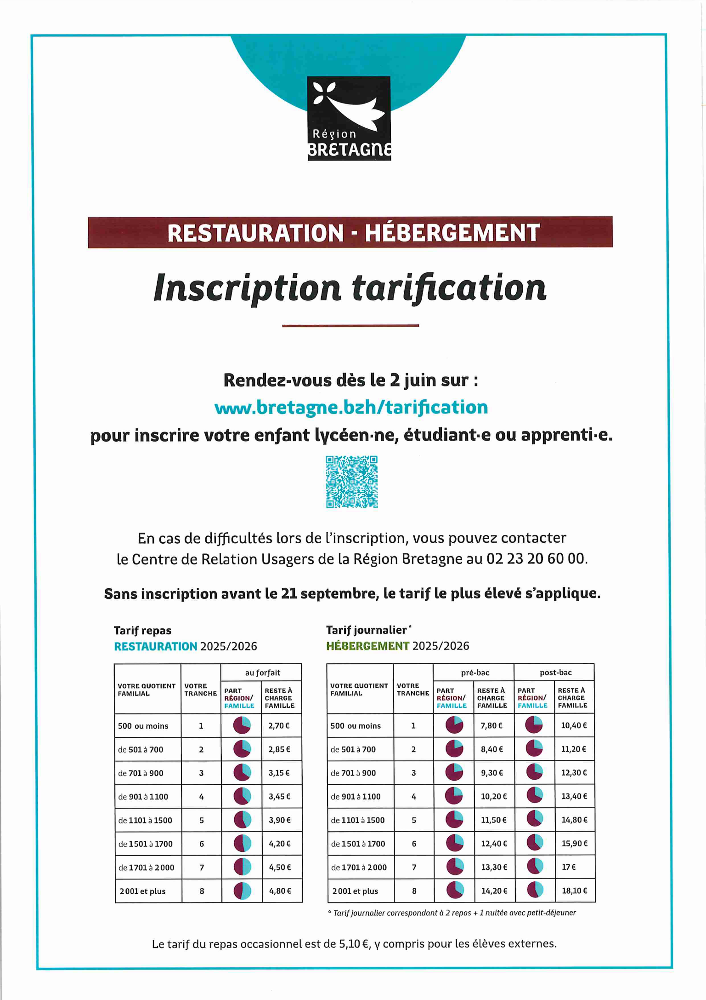 Région
BRETAGNE
RESTAURATION - HÉBERGEMENT
Inscription tarification
Rendez-vous dès le 2 juin sur :
www.bretagne.bzh/tarification
pour inscrire votre enfant lycéen·ne, étudiant·e ou apprenti·e.
En cas de difficultés lors de l'inscription, vous pouvez contacter
le Centre de Relation Usagers de la Région Bretagne au 02 23 20 60 00.
Sans inscription avant le 21 septembre, le tarif le plus élevé s'applique.
Tarif repas
RESTAURATION 2025/2026
VOTRE QUOTIENT FAMILIAL VOTRE TRANCHE au forfait
PART RÉGION/ FAMILLE RESTE À CHARGE FAMILLE
500 ou moins 1 2,70 €
de 501 à 700 2 2,85 €
de 701 à 900 3 3,15 €
de 901 à 1100 4 3,45 €
de 1101 à 1500 5 3,90 €
de 1501 à 1700 6 4,20 €
de 1701 à 2000 7 4,50 €
2001 et plus 8 4,80 €
Tarif journalier*
HÉBERGEMENT 2025/2026
VOTRE QUOTIENT FAMILIAL VOTRE TRANCHE pré-bac post-bac
PART RÉGION/ FAMILLE RESTE À CHARGE FAMILLE PART RÉGION/ FAMILLE RESTE À CHARGE FAMILLE
500 ou moins 1 7,80 € 10,40 €
de 501 à 700 2 8,40 € 11,20 €
de 701 à 900 3 9,30 € 12,30 €
de 901 à 1100 4 10,20 € 13,40 €
de 1101 à 1500 5 11,50 € 14,80 €
de 1501 à 1700 6 12,40 € 15,90 €
de 1701 à 2000 7 13,30 € 17 €
2001 et plus 8 14,20 € 18,10 €
* Tarif journalier correspondant à 2 repas + 1 nuitée avec petit-déjeuner
Le tarif du repas occasionnel est de 5,10 €, y compris pour les élèves externes.